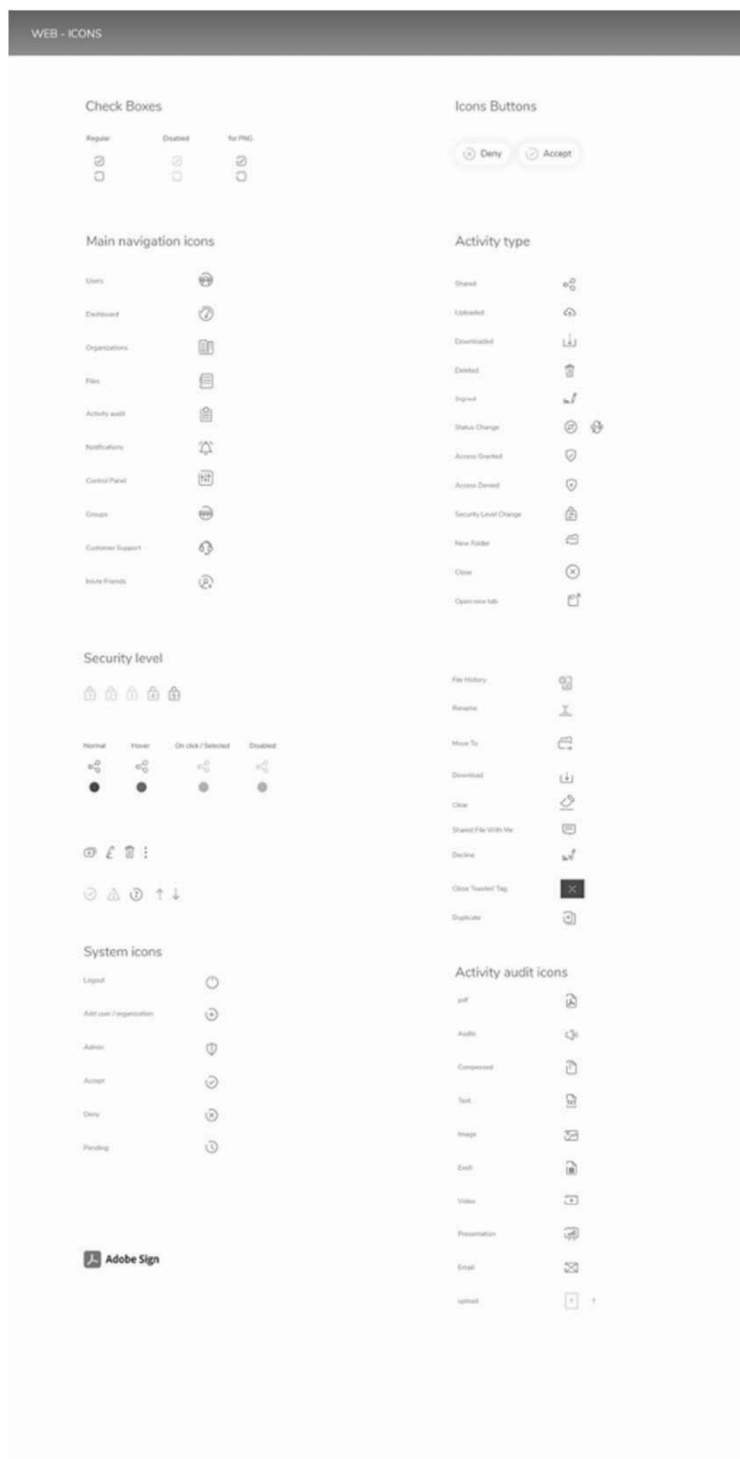 WEB - ICONS
Check Boxes
Regular Disabled for PNG
Icons Buttons
Deny Accept
Main navigation icons
Users
Dashboard
Organizations
Files
Activity audit
Notifications
Control Panel
Groups
Customer Support
Invite Friends
Activity type
Shared
Uploaded
Downloaded
Deleted
Signed
Status Change
Access Granted
Access Denied
Security Level Change
New Folder
Close
Open new tab
Security level
Normal Hover On click / Selected Disabled
File History
Rename
Move To
Download
Clear
Shared File With Me
Decline
Close Toaster/ Tag
Duplicate
System icons
Logout
Add user / organization
Admin
Accept
Deny
Pending
Adobe Sign
Activity audit icons
pdf
Audio
Compressed
Text
TXT
Image
Exell
Video
Presentation
Email
upload